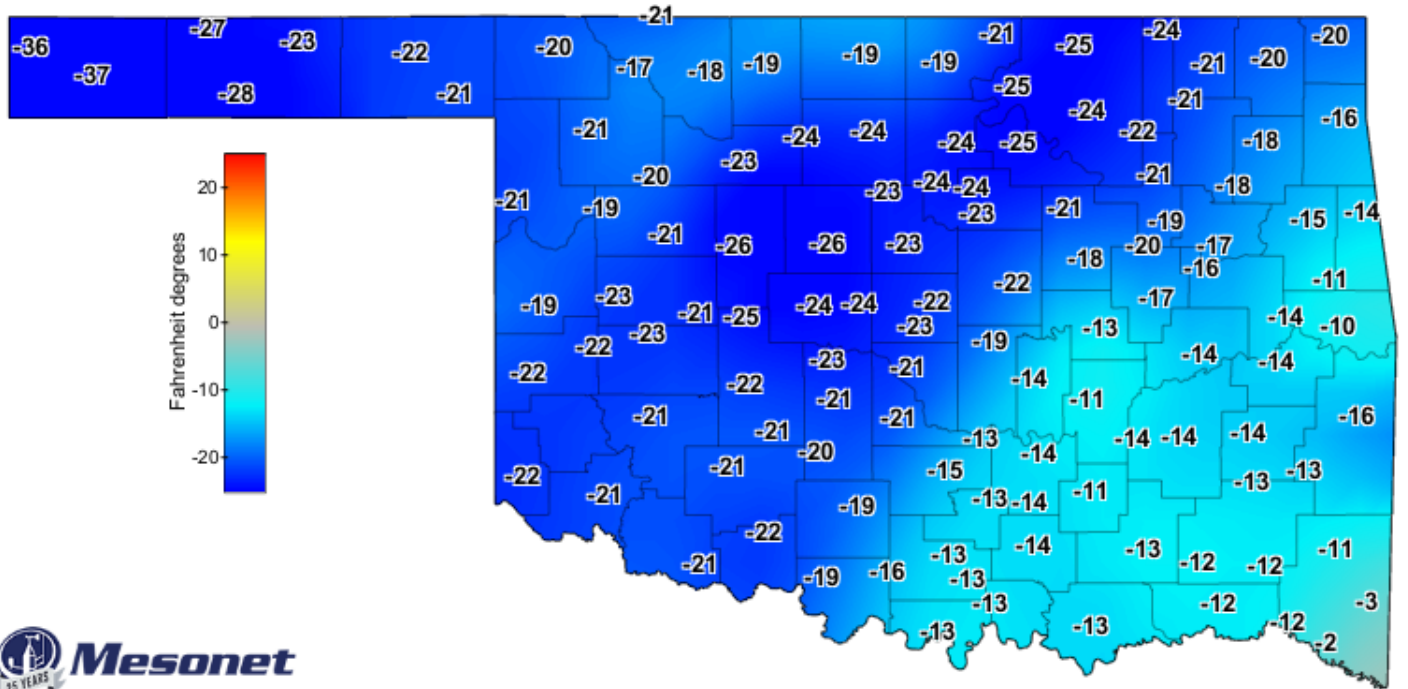 -21
-36 -27 -23 -22 -20 -17 -18 -19 -19 -19 -21 -25 -24 -21 -20 -20
-37 -28 -21 -25 -24 -21 -16
-21 -23 -24 -24 -24 -25 -22 -18
-21 -19 -20 -23 -24 -24 -23 -21 -21 -18 -15 -14
-21 -26 -26 -23 -18 -20 -19 -17 -16 -11
-19 -23 -21 -25 -24 -24 -22 -22 -17 -14 -10
-22 -23 -23 -19 -13 -14 -14
-22 -22 -23 -21 -14 -11 -16
-21 -21 -21 -21 -13 -14 -14 -14 -14
-22 -21 -21 -20 -15 -13 -14 -11 -13 -13
-22 -19 -13 -14 -13 -12 -12 -11
-21 -19 -16 -13 -13 -12 -12 -3
-13 -13 -2
20
10
0
-10
-20
Fahrenheit degrees
Mesonet
25 YEARS